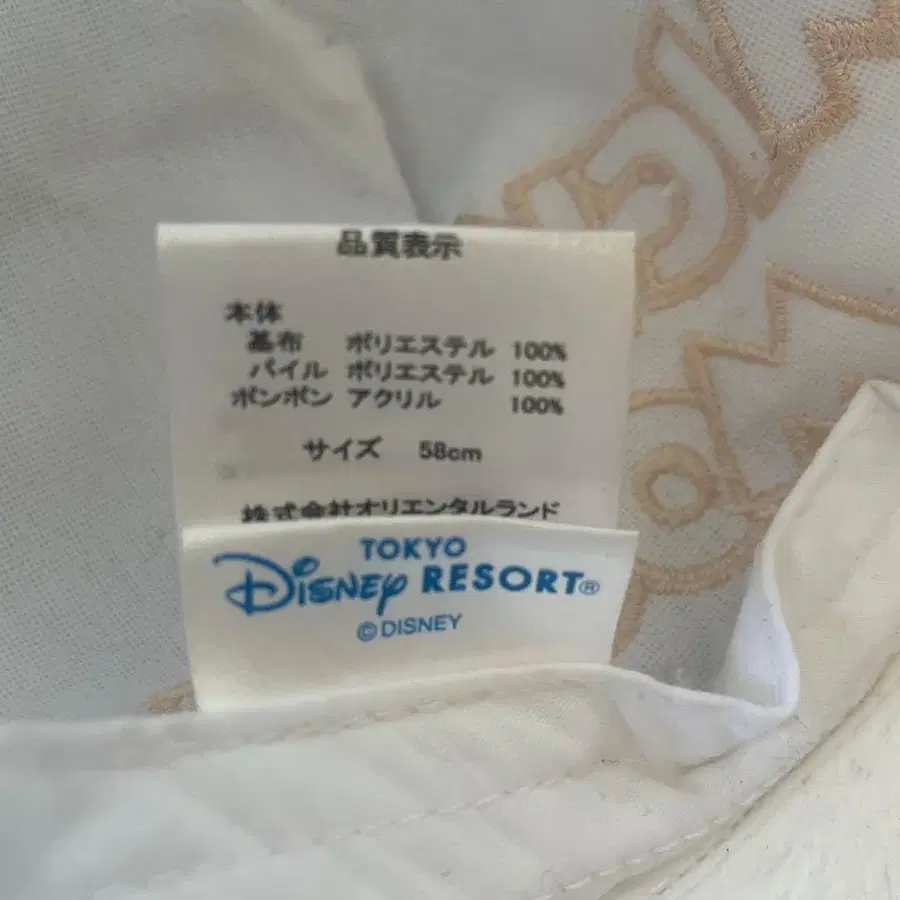 品質表示
本体
基布 ポリエステル 100%
パイル ポリエステル 100%
ポンポン アクリル 100%
サイズ 58cm
株式会社オリエンタルランド
TOKYO
Disney RESORT®
© DISNEY